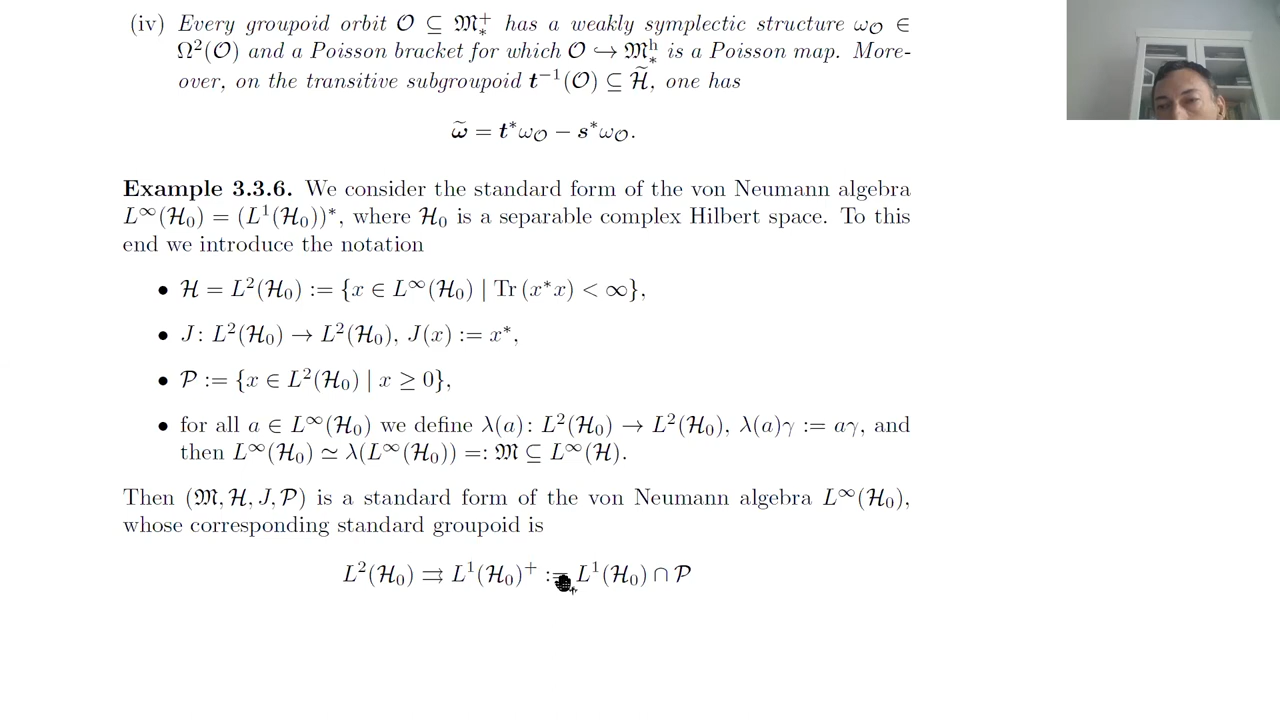 (iv) Every groupoid orbit 𝒪 ⊆ 𝔐⁺_* has a weakly symplectic structure ω_𝒪 ∈
Ω²(𝒪) and a Poisson bracket for which 𝒪 ↪ 𝔐^h_* is a Poisson map. More-
over, on the transitive subgroupoid t⁻¹(𝒪) ⊆ ℋ̃, one has
ω̃ = t*ω_𝒪 − s*ω_𝒪.
Example 3.3.6. We consider the standard form of the von Neumann algebra
L^∞(ℋ₀) = (L¹(ℋ₀))*, where ℋ₀ is a separable complex Hilbert space. To this
end we introduce the notation
• ℋ = L²(ℋ₀) := {x ∈ L^∞(ℋ₀) | Tr (x*x) < ∞},
• J: L²(ℋ₀) → L²(ℋ₀), J(x) := x*,
• 𝒫 := {x ∈ L²(ℋ₀) | x ≥ 0},
• for all a ∈ L^∞(ℋ₀) we define λ(a): L²(ℋ₀) → L²(ℋ₀), λ(a)γ := aγ, and
then L^∞(ℋ₀) ≃ λ(L^∞(ℋ₀)) =: 𝔐 ⊆ L^∞(ℋ).
Then (𝔐, ℋ, J, 𝒫) is a standard form of the von Neumann algebra L^∞(ℋ₀),
whose corresponding standard groupoid is
L²(ℋ₀) ⇉ L¹(ℋ₀)⁺ := L¹(ℋ₀) ∩ 𝒫